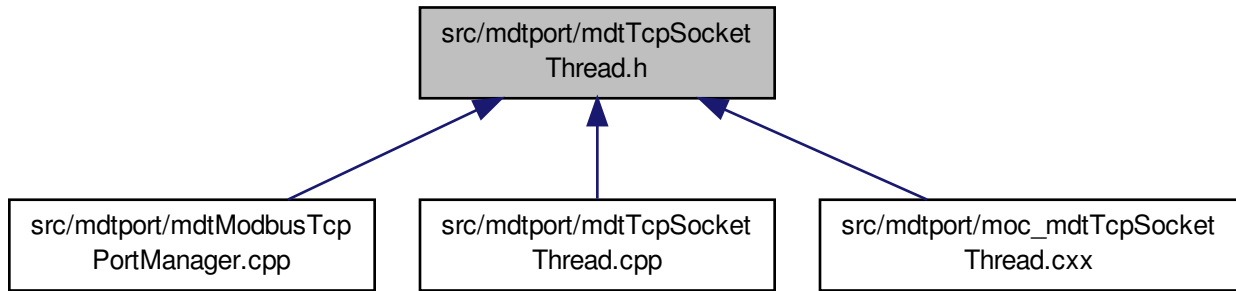 src/mdtport/mdtTcpSocket
Thread.h
src/mdtport/mdtModbusTcp
PortManager.cpp
src/mdtport/mdtTcpSocket
Thread.cpp
src/mdtport/moc_mdtTcpSocket
Thread.cxx